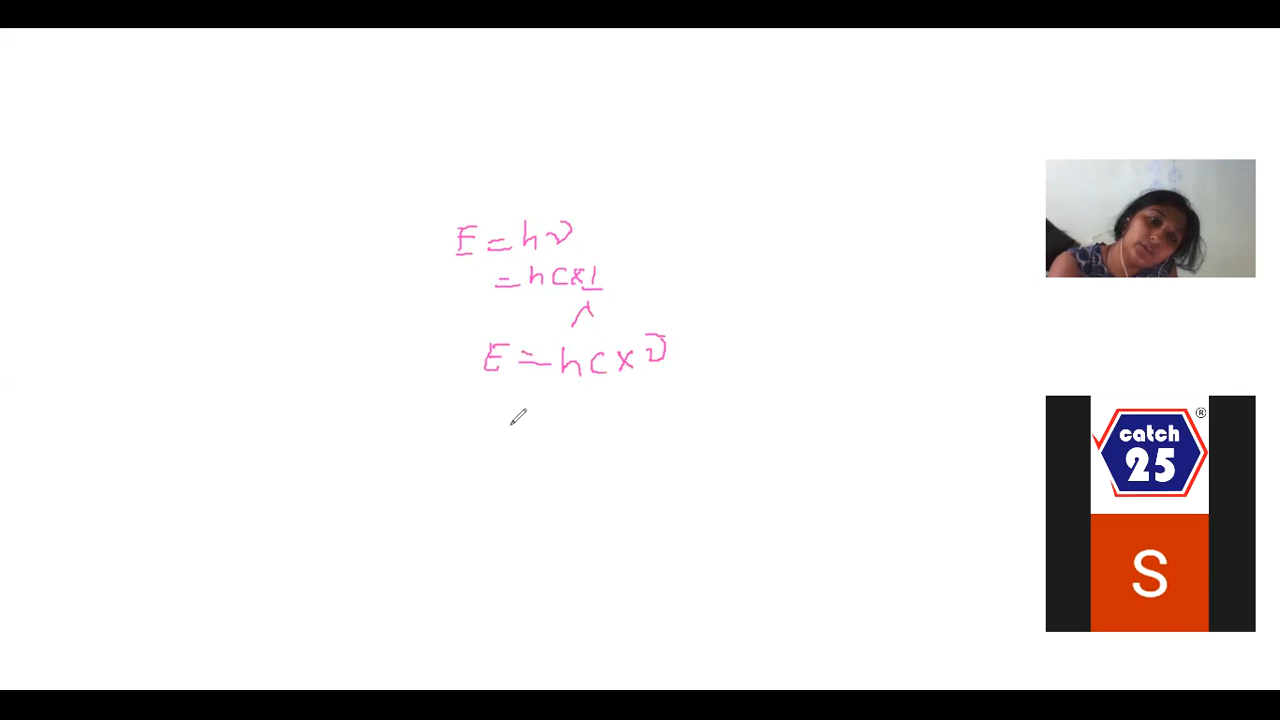 E = hν
= hc × 1
λ
E = hc × ν̄
catch
25
®
S